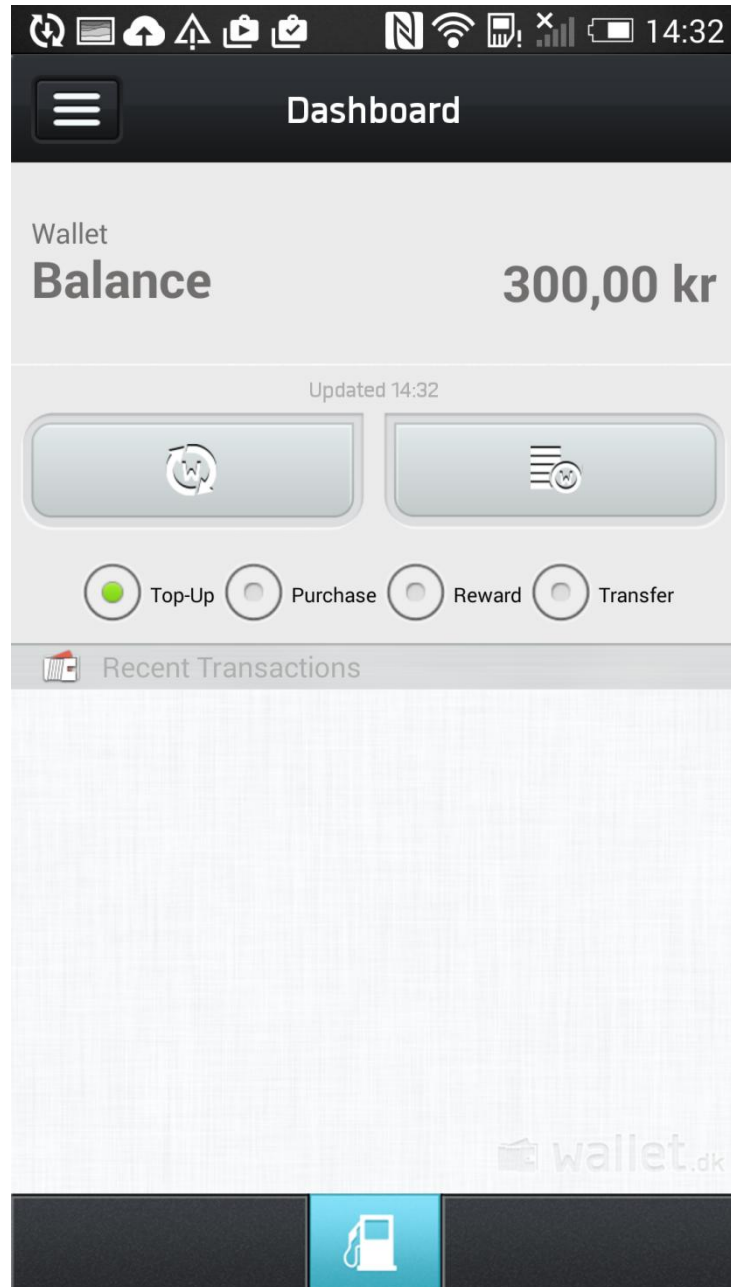 14:32
Dashboard
Wallet
Balance 300,00 kr
Updated 14:32
W W
Top-Up Purchase Reward Transfer
Recent Transactions
wallet.dk